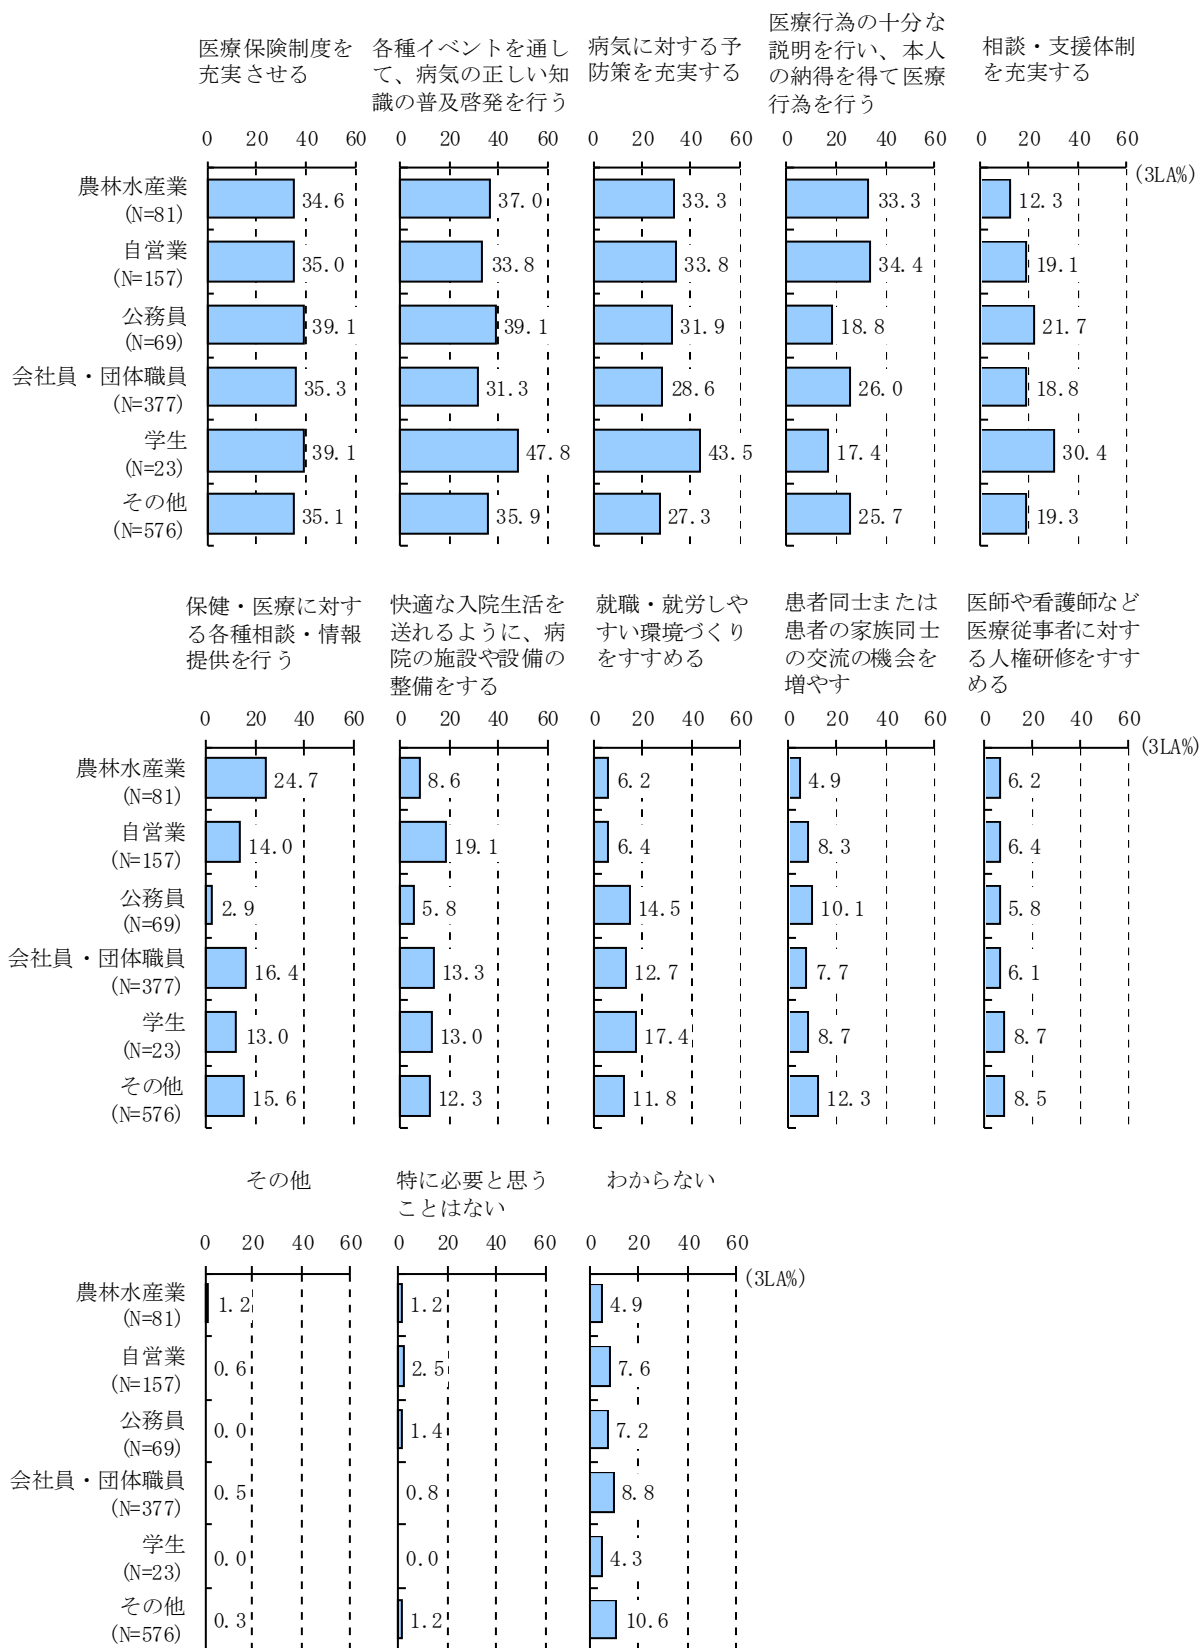 医療保険制度を
充実させる
各種イベントを通し
て、病気の正しい知
識の普及啓発を行う
病気に対する予
防策を充実する
医療行為の十分な
説明を行い、本人
の納得を得て医療
行為を行う
相談・支援体制
を充実する
0 20 40 60 0 20 40 60 0 20 40 60 0 20 40 60 0 20 40 60
(3LA%)
農林水産業
(N=81)
34.6 37.0 33.3 33.3 12.3
自営業
(N=157)
35.0 33.8 33.8 34.4 19.1
公務員
(N=69)
39.1 39.1 31.9 18.8 21.7
会社員・団体職員
(N=377)
35.3 31.3 28.6 26.0 18.8
学生
(N=23)
39.1 47.8 43.5 17.4 30.4
その他
(N=576)
35.1 35.9 27.3 25.7 19.3
保健・医療に対す
る各種相談・情報
提供を行う
快適な入院生活を
送れるように、病
院の施設や設備の
整備をする
就職・就労しや
すい環境づくり
をすすめる
患者同士または
患者の家族同士
の交流の機会を
増やす
医師や看護師など
医療従事者に対す
る人権研修をすす
める
0 20 40 60 0 20 40 60 0 20 40 60 0 20 40 60 0 20 40 60
(3LA%)
農林水産業
(N=81)
24.7 8.6 6.2 4.9 6.2
自営業
(N=157)
14.0 19.1 6.4 8.3 6.4
公務員
(N=69)
2.9 5.8 14.5 10.1 5.8
会社員・団体職員
(N=377)
16.4 13.3 12.7 7.7 6.1
学生
(N=23)
13.0 13.0 17.4 8.7 8.7
その他
(N=576)
15.6 12.3 11.8 12.3 8.5
その他
特に必要と思う
ことはない
わからない
0 20 40 60 0 20 40 60 0 20 40 60
(3LA%)
農林水産業
(N=81)
1.2 1.2 4.9
自営業
(N=157)
0.6 2.5 7.6
公務員
(N=69)
0.0 1.4 7.2
会社員・団体職員
(N=377)
0.5 0.8 8.8
学生
(N=23)
0.0 0.0 4.3
その他
(N=576)
0.3 1.2 10.6